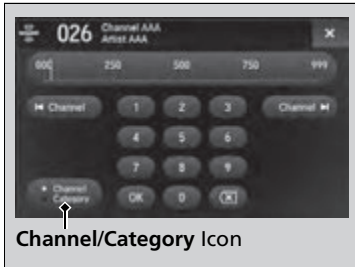 026
Channel AAA
Artist AAA
×
000 250 500 750 999
Channel 1 2 3 Channel
4 5 6
7 8 9
Channel
Category
OK 0
Channel/Category Icon